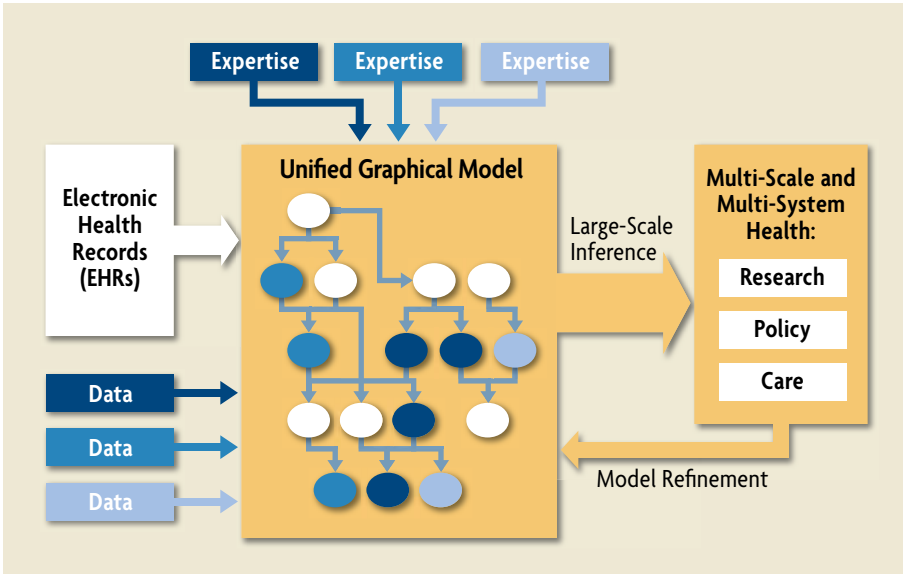 Expertise
Expertise
Expertise
Electronic
Health
Records
(EHRs)
Data
Data
Data
Unified Graphical Model
Large-Scale
Inference
Multi-Scale and
Multi-System
Health:
Research
Policy
Care
Model Refinement